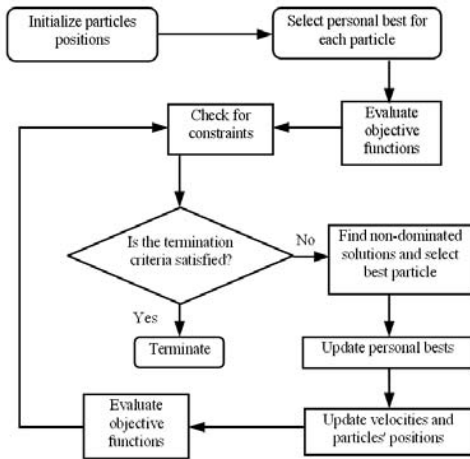 Initialize particles
positions
Select personal best for
each particle
Evaluate
objective
functions
Check for
constraints
Is the termination
criteria satisfied?
No
Find non-dominated
solutions and select
best particle
Yes
Terminate
Update personal bests
Update velocities and
particles' positions
Evaluate
objective
functions